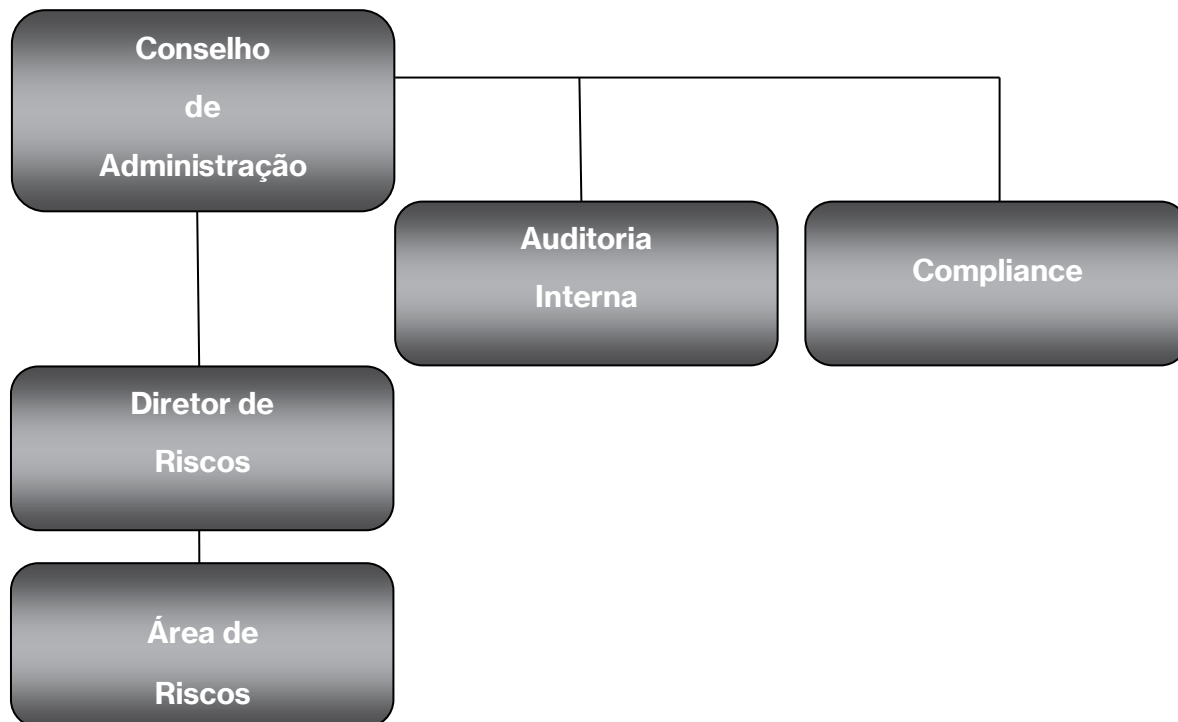 Conselho
de
Administração
Auditoria
Interna
Compliance
Diretor de
Riscos
Área de
Riscos